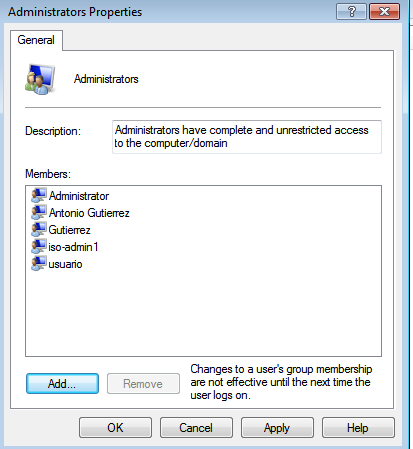 Administrators Properties
General
Administrators
Description:
Administrators have complete and unrestricted access
to the computer/domain
Members:
Administrator
Antonio Gutierrez
Gutierrez
iso-admin1
usuario
Add...
Remove
Changes to a user's group membership
are not effective until the next time the
user logs on.
OK
Cancel
Apply
Help